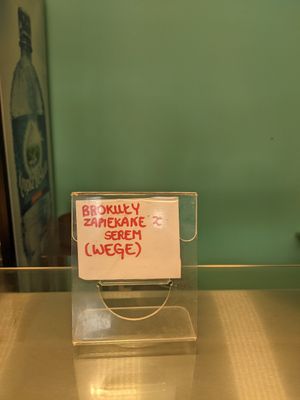 BROKUŁY
ZAPIEKANE Z
SEREM
(WEGE)